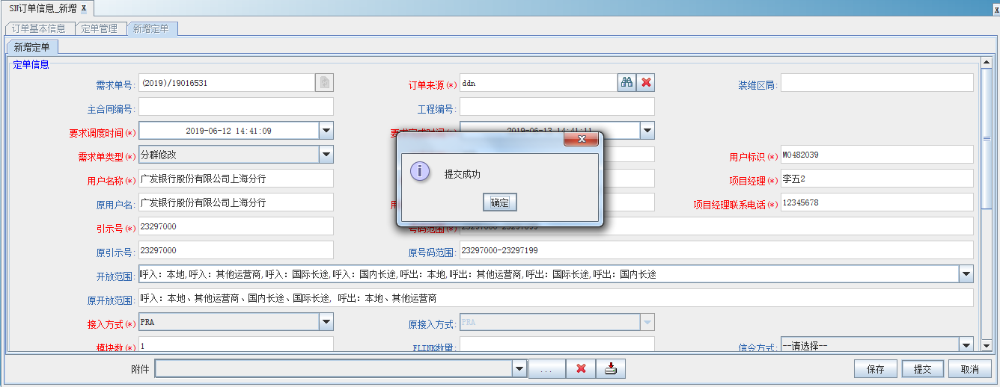 SII订单信息_新增
订单基本信息 定单管理 新增定单
新增定单
定单信息
需求单号: (2019)/19016531 订单来源(*) ddn 装维区局:
主合同编号: 工程编号:
要求调度时间(*) 2019-06-12 14:41:09 要求完成时间(*) 2019-06-13 14:41:11
需求单类型(*) 分群修改 用户标识(*) M0482039
用户名称(*) 广发银行股份有限公司上海分行 项目经理(*) 李五2
原用户名: 广发银行股份有限公司上海分行 项目经理联系电话(*) 12345678
提交成功
确定
引示号(*) 23297000 号码范围(*)
原引示号: 23297000 原号码范围: 23297000-23297199
开放范围: 呼入: 本地,呼入: 其他运营商,呼入: 国际长途,呼入: 国内长途,呼出: 本地,呼出: 其他运营商,呼出: 国际长途,呼出: 国内长途
原开放范围: 呼入: 本地、其他运营商、国内长途、国际长途, 呼出: 本地、其他运营商
接入方式(*) PRA 原接入方式: PRA
模块数(*) 1 FLINK数量: 信令方式: --请选择--
附件 ... 保存 提交 取消